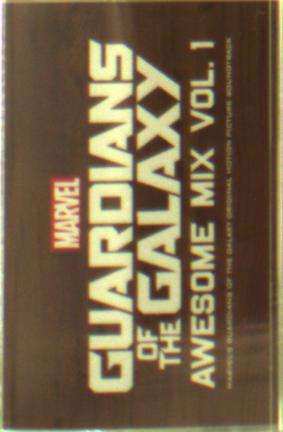 MARVEL
GUARDIANS
OF
THE GALAXY
AWESOME MIX VOL. 1
MARVEL'S GUARDIANS OF THE GALAXY ORIGINAL MOTION PICTURE SOUNDTRACK